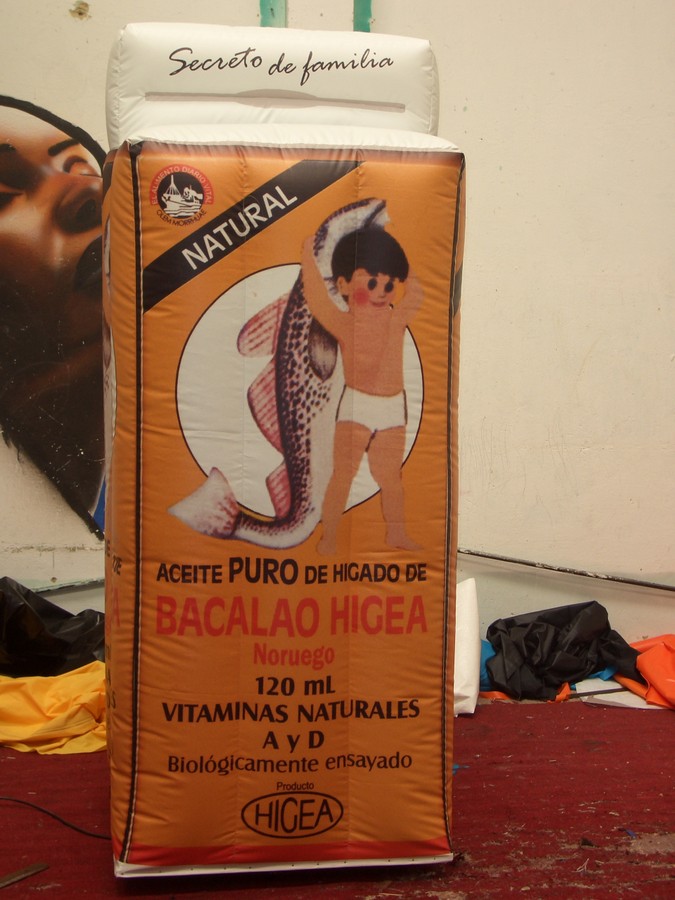 Secreto de familia
NATURAL
ACEITE PURO DE HIGADO DE
BACALAO HIGEA
Noruego
120 mL
VITAMINAS NATURALES
A y D
Biológicamente ensayado
Producto
HIGEA